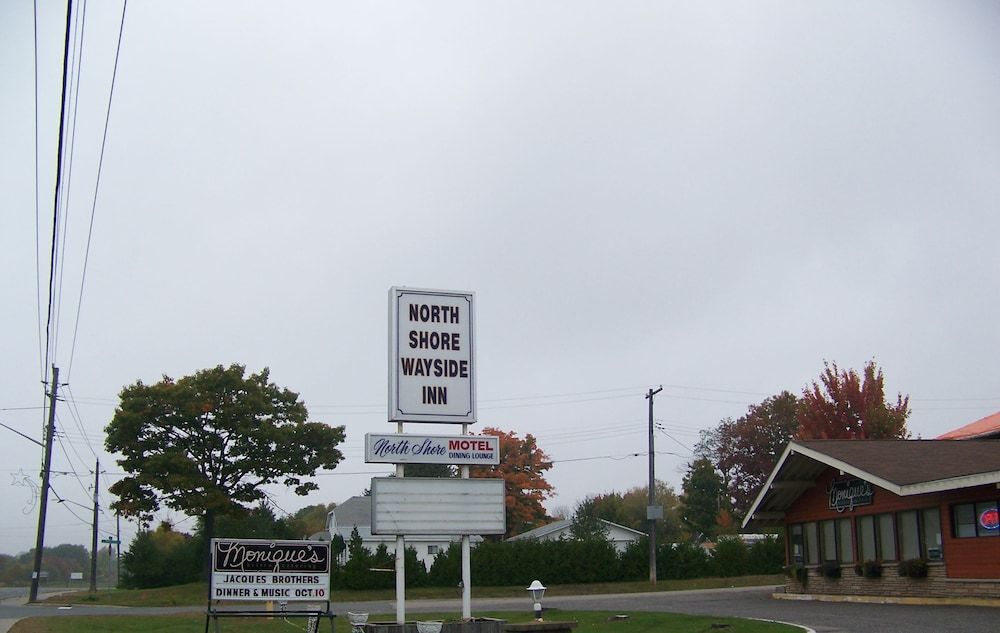 NORTH
SHORE
WAYSIDE
INN
North Shore MOTEL
DINING LOUNGE
Monique's
JACQUES BROTHERS
DINNER & MUSIC OCT.10
Monique's